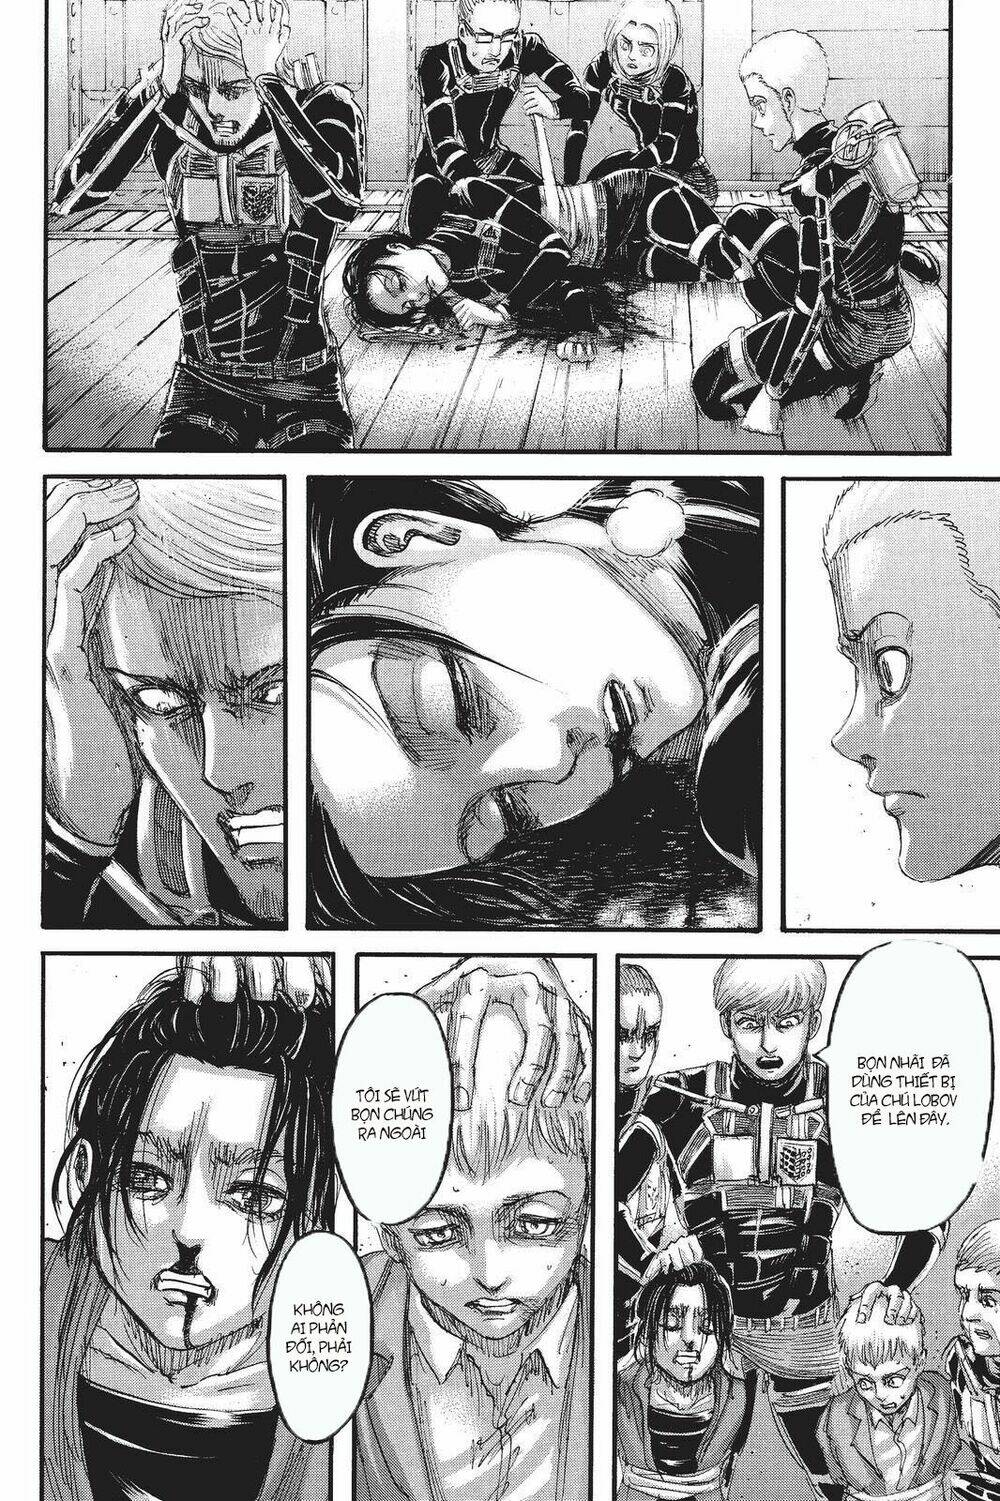 BỌN NHÃI ĐÃ
DÙNG THIẾT BỊ
CỦA CHÚ LOBOV
ĐỂ LÊN ĐÂY.
TÔI SẼ VỨT
BỌN CHÚNG
RA NGOÀI
KHÔNG
AI PHẢN
ĐỐI, PHẢI
KHÔNG?